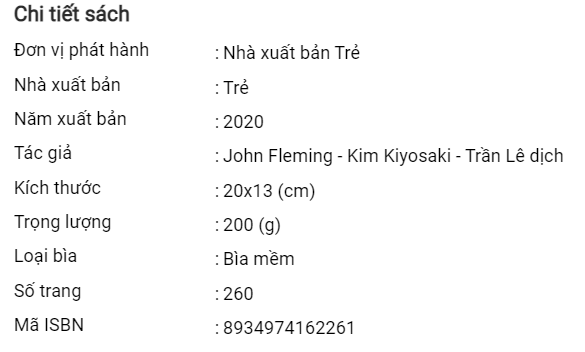 Chi tiết sách
Đơn vị phát hành : Nhà xuất bản Trẻ
Nhà xuất bản : Trẻ
Năm xuất bản : 2020
Tác giả : John Fleming - Kim Kiyosaki - Trần Lê dịch
Kích thước : 20x13 (cm)
Trọng lượng : 200 (g)
Loại bìa : Bìa mềm
Số trang : 260
Mã ISBN : 8934974162261